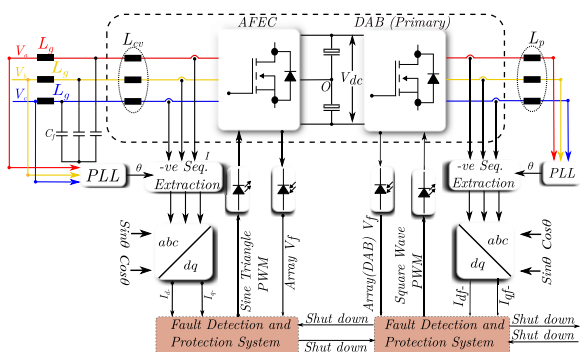 AFEC
DAB (Primary)
L_g
L_cv
L_p
V_a
V_c
L_g
C_f
O
V_dc
PLL
θ
I
-ve Seq.
Extraction
-ve Seq.
Extraction
θ
PLL
Sinθ
Cosθ
abc
dq
Sine Triangle
PWM
Array V_f
Array(DAB) V_f
Square Wave
PWM
abc
dq
Cosθ
Sinθ
I_df-
I_qf-
Fault Detection and
Protection System
Shut down
Shut down
Fault Detection and
Protection System
Shut down
Shut down